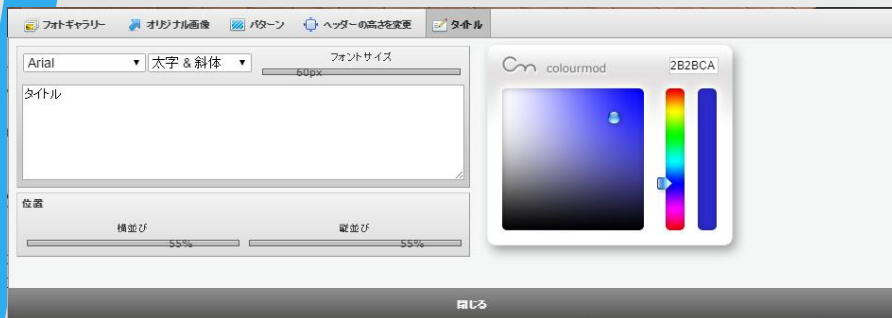 フォトギャラリー オリジナル画像 パターン ヘッダーの高さを変更 タイトル
Arial 太字 & 斜体 フォントサイズ
60px
タイトル
位置
横並び 縦並び
55% 55%
Cm colourmod 2B2BCA
閉じる